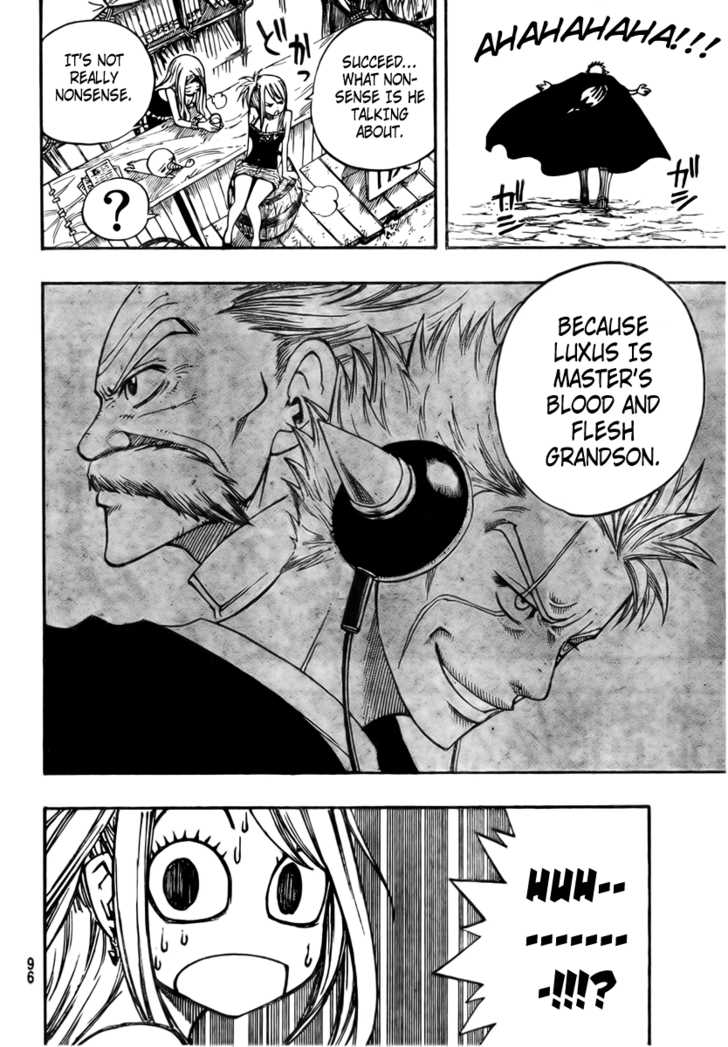 AHAHAHAHA!!!
SUCCEED...
WHAT NON-
SENSE IS HE
TALKING
ABOUT.
IT'S NOT
REALLY
NONSENSE.
?
BECAUSE
LUXUS IS
MASTER'S
BLOOD AND
FLESH
GRANDSON.
HUH--
-------
-!!!?
96